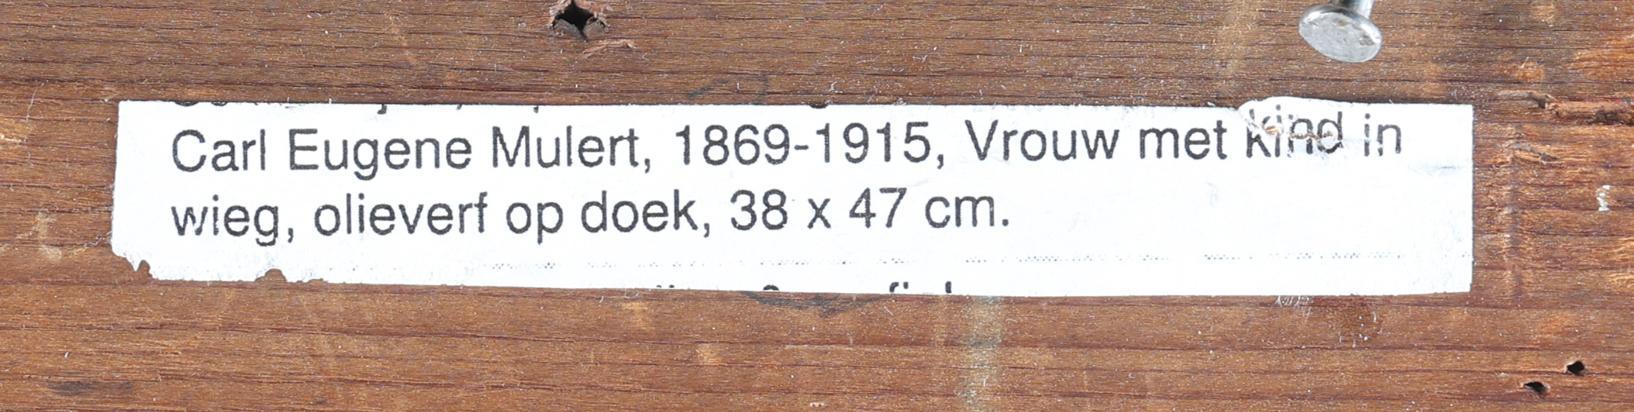 Carl Eugene Mulert, 1869-1915, Vrouw met kind in
wieg, olieverf op doek, 38 x 47 cm.